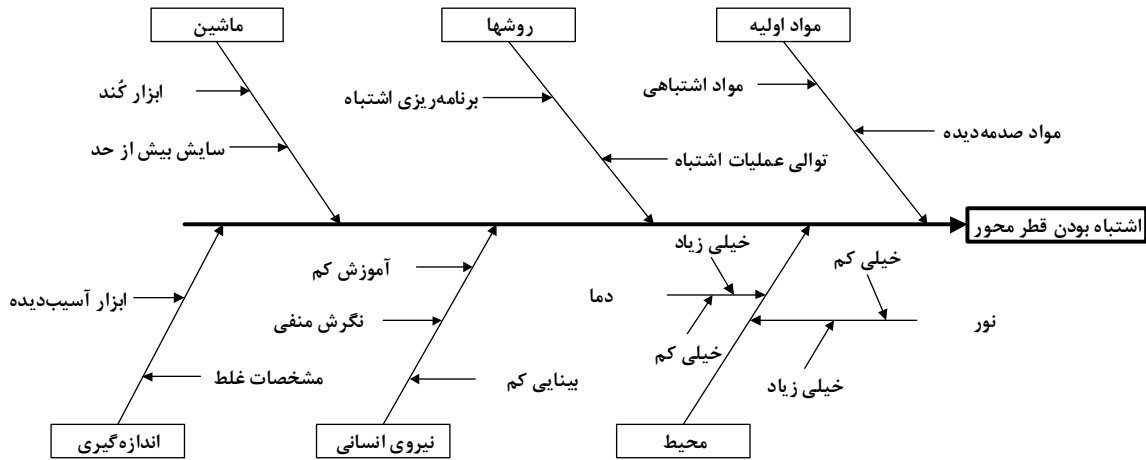 مواد اولیه
روشها
ماشین
مواد اشتباهی
ابزار کُند
برنامه‌ریزی اشتباه
مواد صدمه‌دیده
سایش بیش از حد
توالی عملیات اشتباه
اشتباه بودن قطر محور
خیلی زیاد
خیلی کم
آموزش کم
دما
ابزار آسیب‌دیده
نگرش منفی
نور
خیلی کم
خیلی زیاد
بینایی کم
مشخصات غلط
محیط
نیروی انسانی
اندازه‌گیری